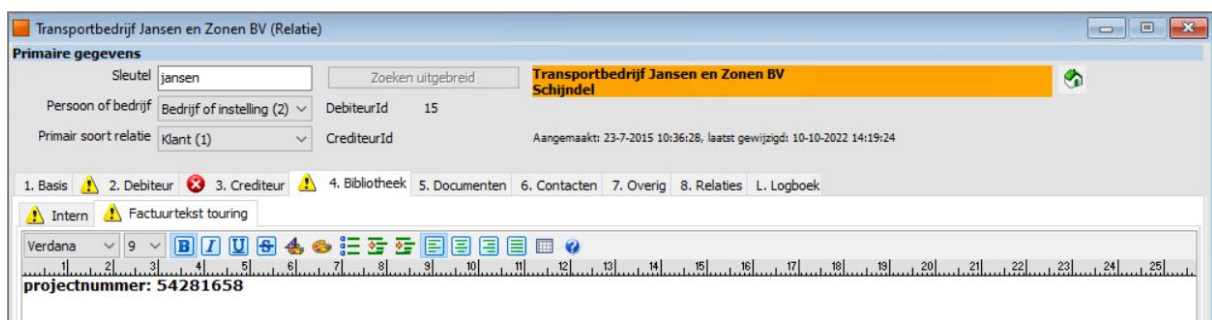 Transportbedrijf Jansen en Zonen BV (Relatie)
Primaire gegevens
Sleutel jansen Zoeken uitgebreid Transportbedrijf Jansen en Zonen BV
Schijndel
Persoon of bedrijf Bedrijf of instelling (2) DebiteurId 15
Primair soort relatie Klant (1) CrediteurId Aangemaakt: 23-7-2015 10:36:28, laatst gewijzigd: 10-10-2022 14:19:24
1. Basis 2. Debiteur 3. Crediteur 4. Bibliotheek 5. Documenten 6. Contacten 7. Overig 8. Relaties L. Logboek
Intern Factuurtekst touring
Verdana 9 B I U S
1 2 3 4 5 6 7 8 9 10 11 12 13 14 15 16 17 18 19 20 21 22 23 24 25
projectnummer: 54281658